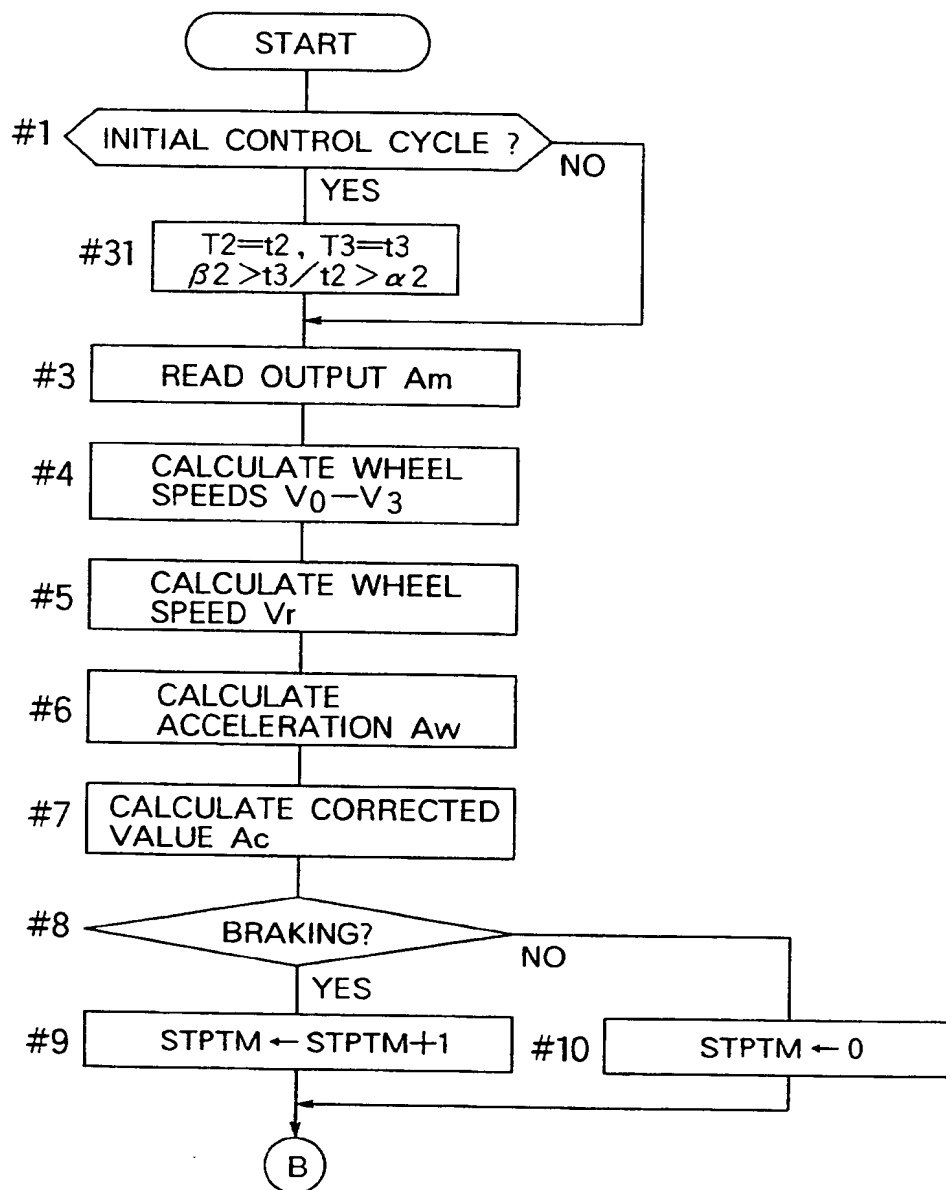 START
#1 INITIAL CONTROL CYCLE ?
NO
YES
#31 T2=t2, T3=t3
β2>t3/t2>α2
#3 READ OUTPUT Am
#4 CALCULATE WHEEL
SPEEDS V0—V3
#5 CALCULATE WHEEL
SPEED Vr
#6 CALCULATE
ACCELERATION Aw
#7 CALCULATE CORRECTED
VALUE Ac
#8 BRAKING?
NO
YES
#9 STPTM←STPTM+1
#10 STPTM←0
B